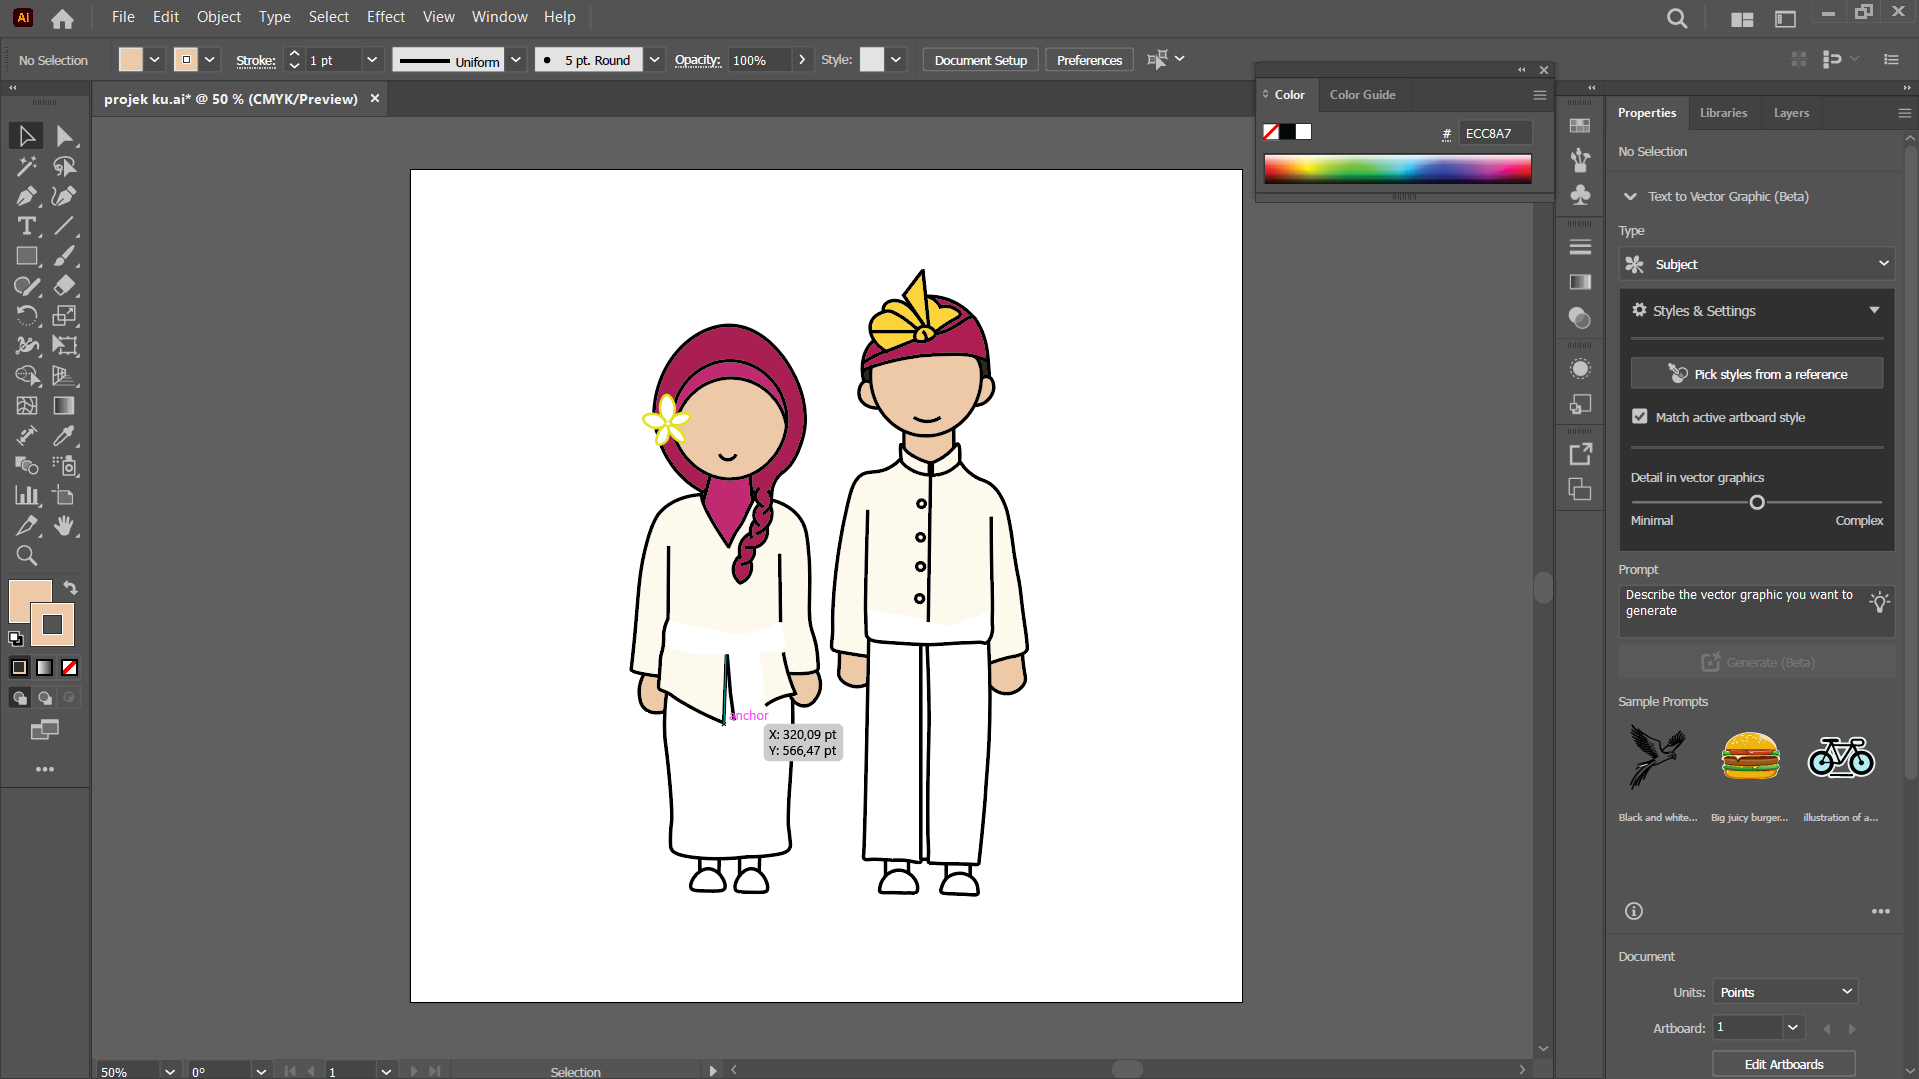 Ai File Edit Object Type Select Effect View Window Help
No Selection Stroke: 1 pt Uniform 5 pt. Round Opacity: 100% Style: Document Setup Preferences
projek ku.ai* @ 50 % (CMYK/Preview)
Color Color Guide
# ECC8A7
Properties Libraries Layers
No Selection
Text to Vector Graphic (Beta)
Type
Subject
Styles & Settings
Pick styles from a reference
Match active artboard style
Detail in vector graphics
Minimal Complex
Prompt
Describe the vector graphic you want to
generate
Generate (Beta)
Sample Prompts
Black and white... Big juicy burger... illustration of a...
anchor
X: 320,09 pt
Y: 566,47 pt
Document
Units: Points
Artboard: 1
Edit Artboards
50% 0° 1 Selection